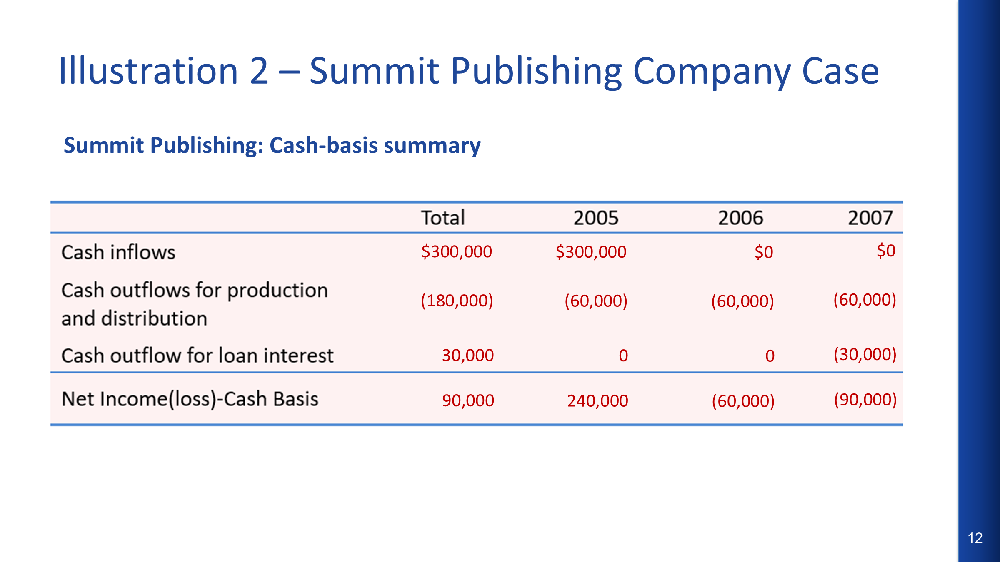 Illustration 2 – Summit Publishing Company Case
Summit Publishing: Cash-basis summary
Total 2005 2006 2007
Cash inflows $300,000 $300,000 $0 $0
Cash outflows for production
and distribution (180,000) (60,000) (60,000) (60,000)
Cash outflow for loan interest 30,000 0 0 (30,000)
Net Income(loss)-Cash Basis 90,000 240,000 (60,000) (90,000)
12